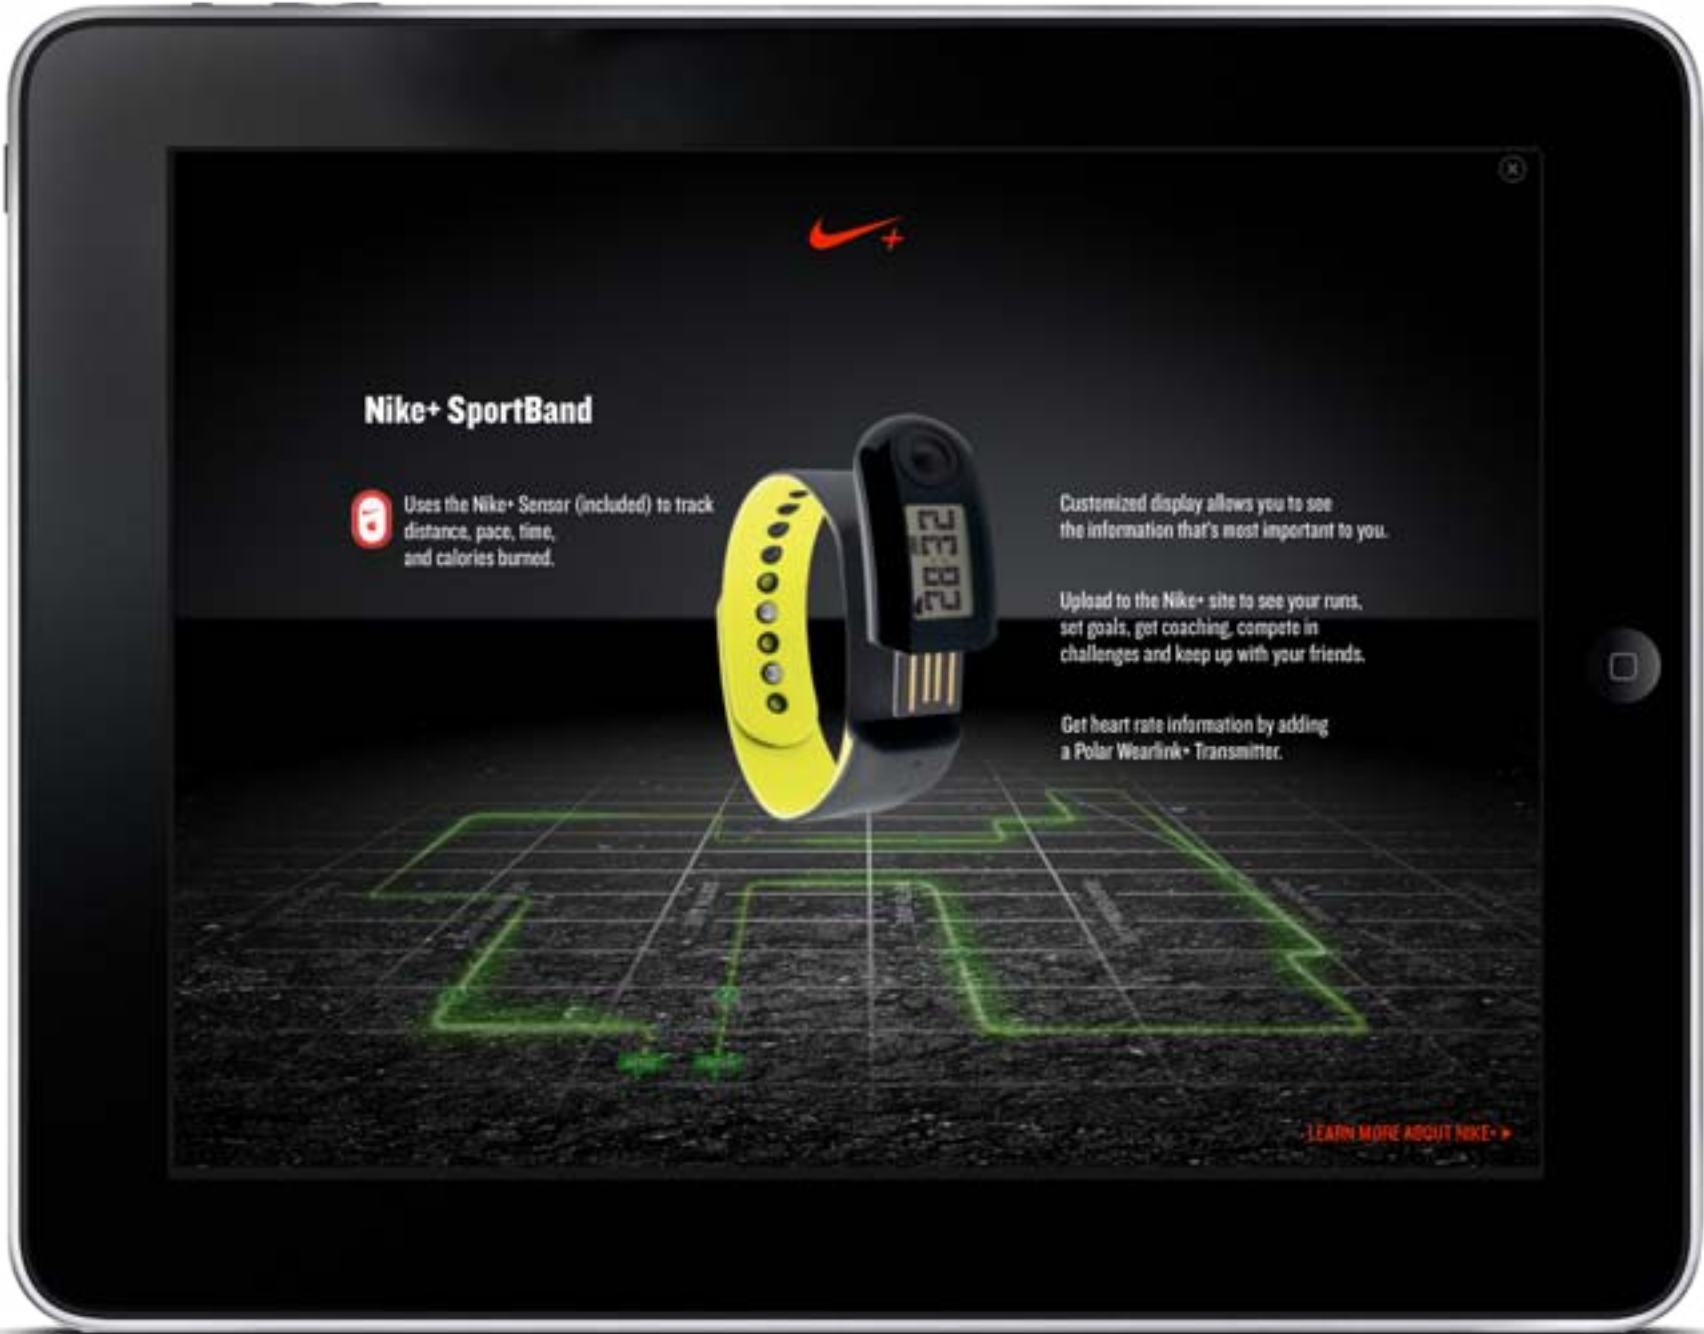 Nike+ SportBand
Uses the Nike+ Sensor (included) to track
distance, pace, time,
and calories burned.
Customized display allows you to see
the information that's most important to you.
Upload to the Nike+ site to see your runs,
set goals, get coaching, compete in
challenges and keep up with your friends.
Get heart rate information by adding
a Polar Wearlink+ Transmitter.
LEARN MORE ABOUT NIKE+